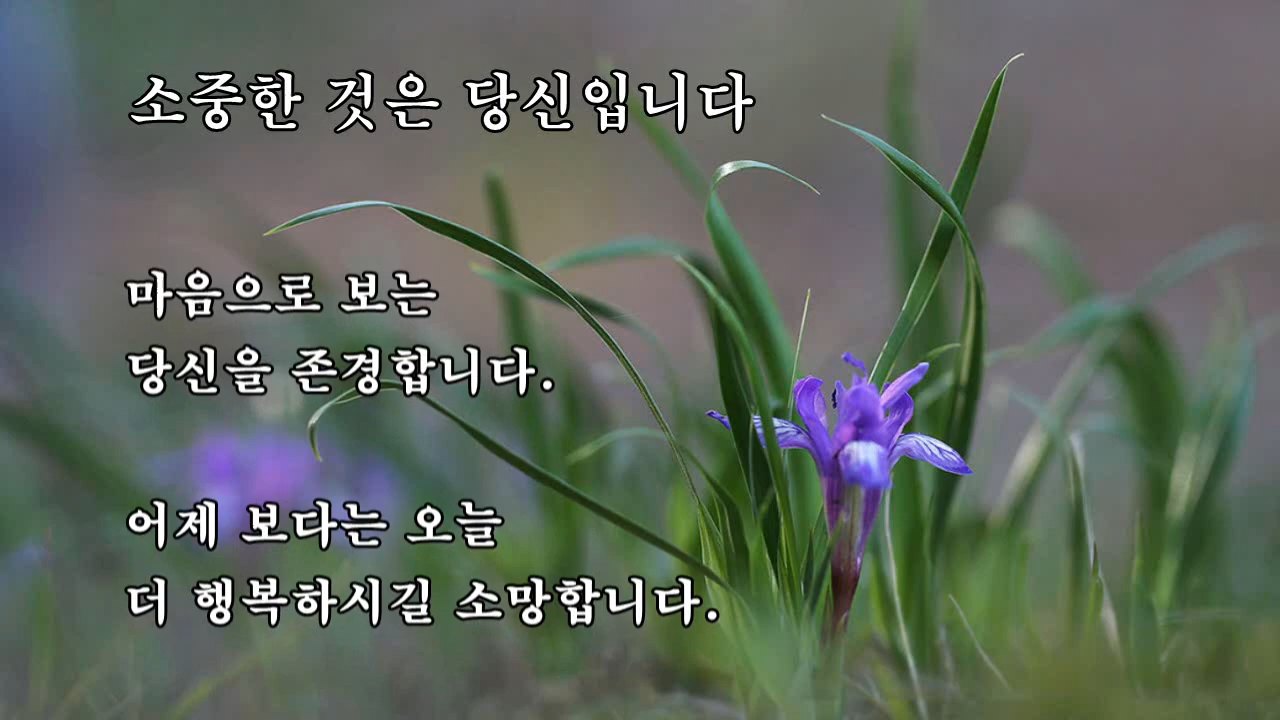 소중한 것은 당신입니다
마음으로 보는
당신을 존경합니다.
어제 보다는 오늘
더 행복하시길 소망합니다.